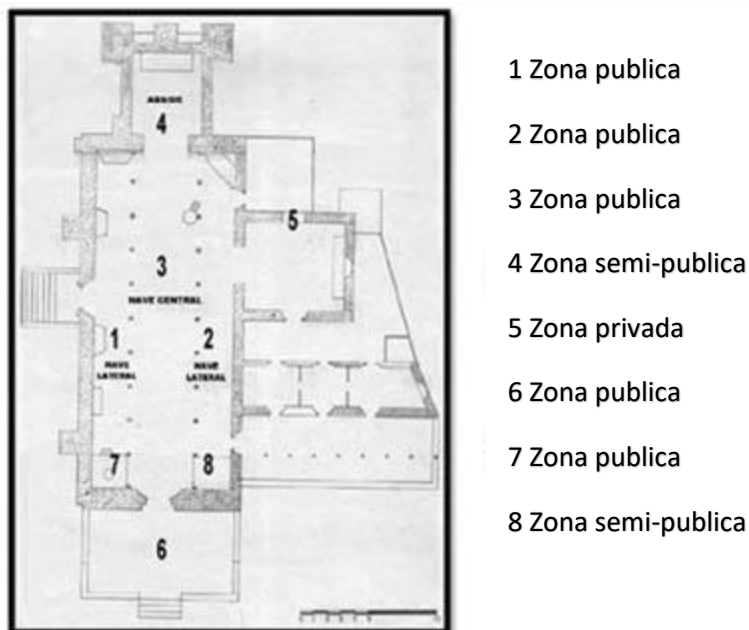 ABSIDE
4
5
3
NAVE CENTRAL
1
2
NAVE LATERAL
NAVE LATERAL
7
8
6
1 Zona publica
2 Zona publica
3 Zona publica
4 Zona semi-publica
5 Zona privada
6 Zona publica
7 Zona publica
8 Zona semi-publica